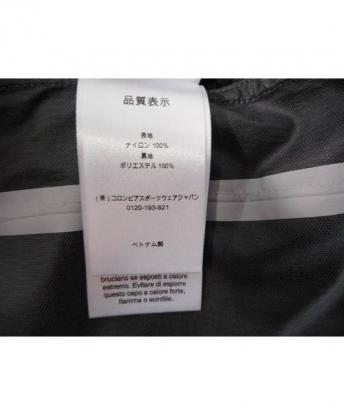 品質表示
表地
ナイロン 100%
裏地
ポリエステル 100%
(株)コロンビアスポーツウェアジャパン
0120-193-821
ベトナム製
bruciano se esposti a calore
estremo. Evitare di esporre
questo capo a calore forte,
fiamma o scintille.